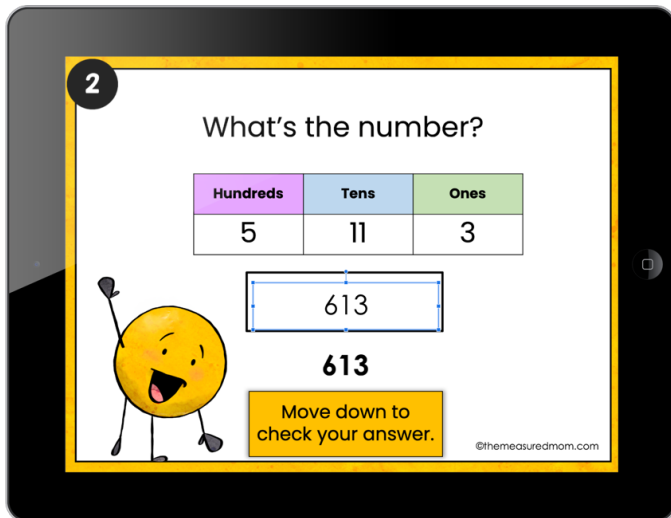 2
What's the number?
Hundreds Tens Ones
5 11 3
613
613
Move down to
check your answer.
©themeasuredmom.com